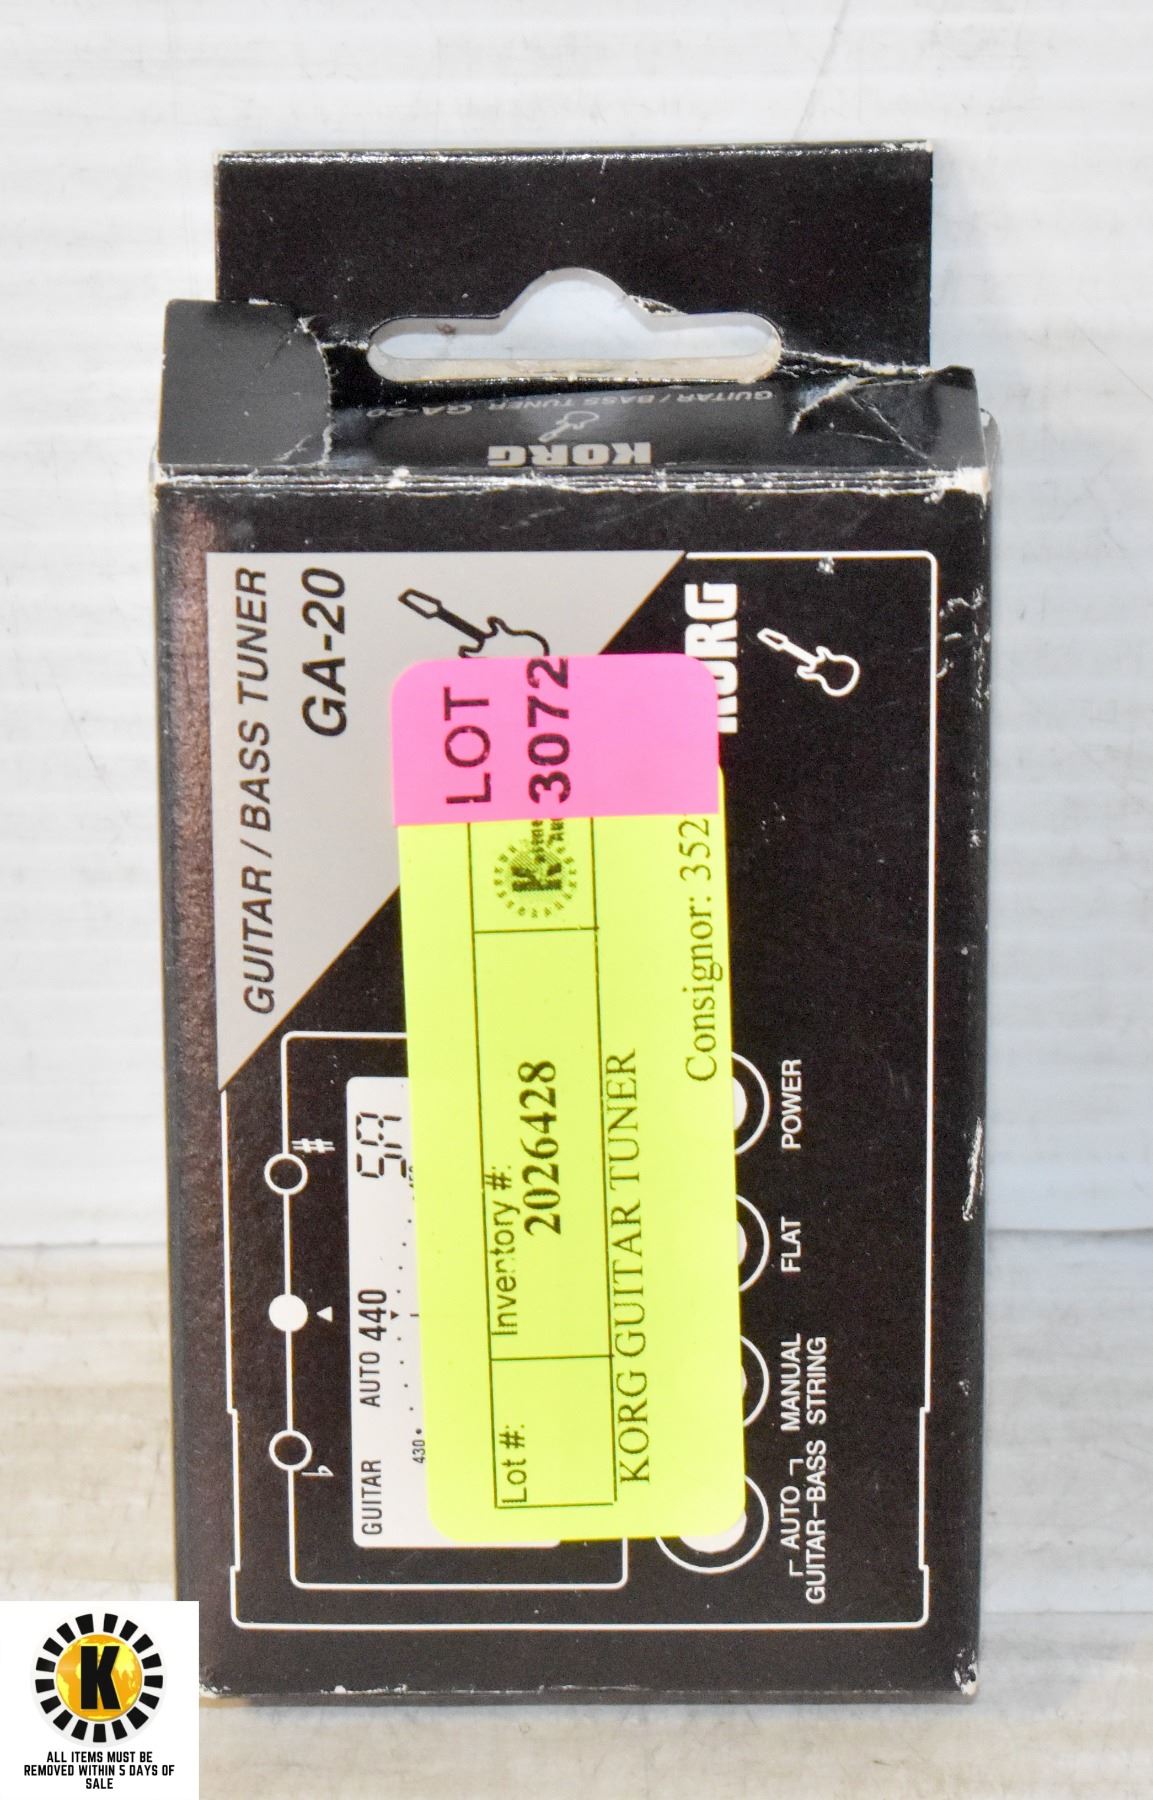 GUITAR / BASS TUNER GA-20
KORG
GUITAR / BASS TUNER
GA-20
KORG
LOT
3072
K
Inventory #:
2026428
Lot #:
KORG GUITAR TUNER
Consignor: 352
#
♭
GUITAR AUTO 440 5A
430
POWER
FLAT
MANUAL
STRING
AUTO
GUITAR-BASS
K
ALL ITEMS MUST BE
REMOVED WITHIN 5 DAYS OF
SALE